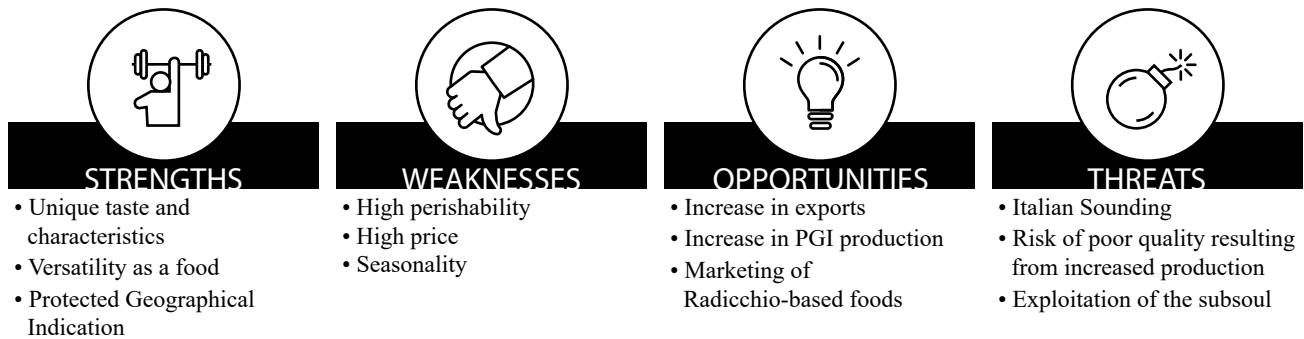 STRENGTHS
• Unique taste and
characteristics
• Versatility as a food
• Protected Geographical
Indication
WEAKNESSES
• High perishability
• High price
• Seasonality
OPPORTUNITIES
• Increase in exports
• Increase in PGI production
• Marketing of
Radicchio-based foods
THREATS
• Italian Sounding
• Risk of poor quality resulting
from increased production
• Exploitation of the subsoul